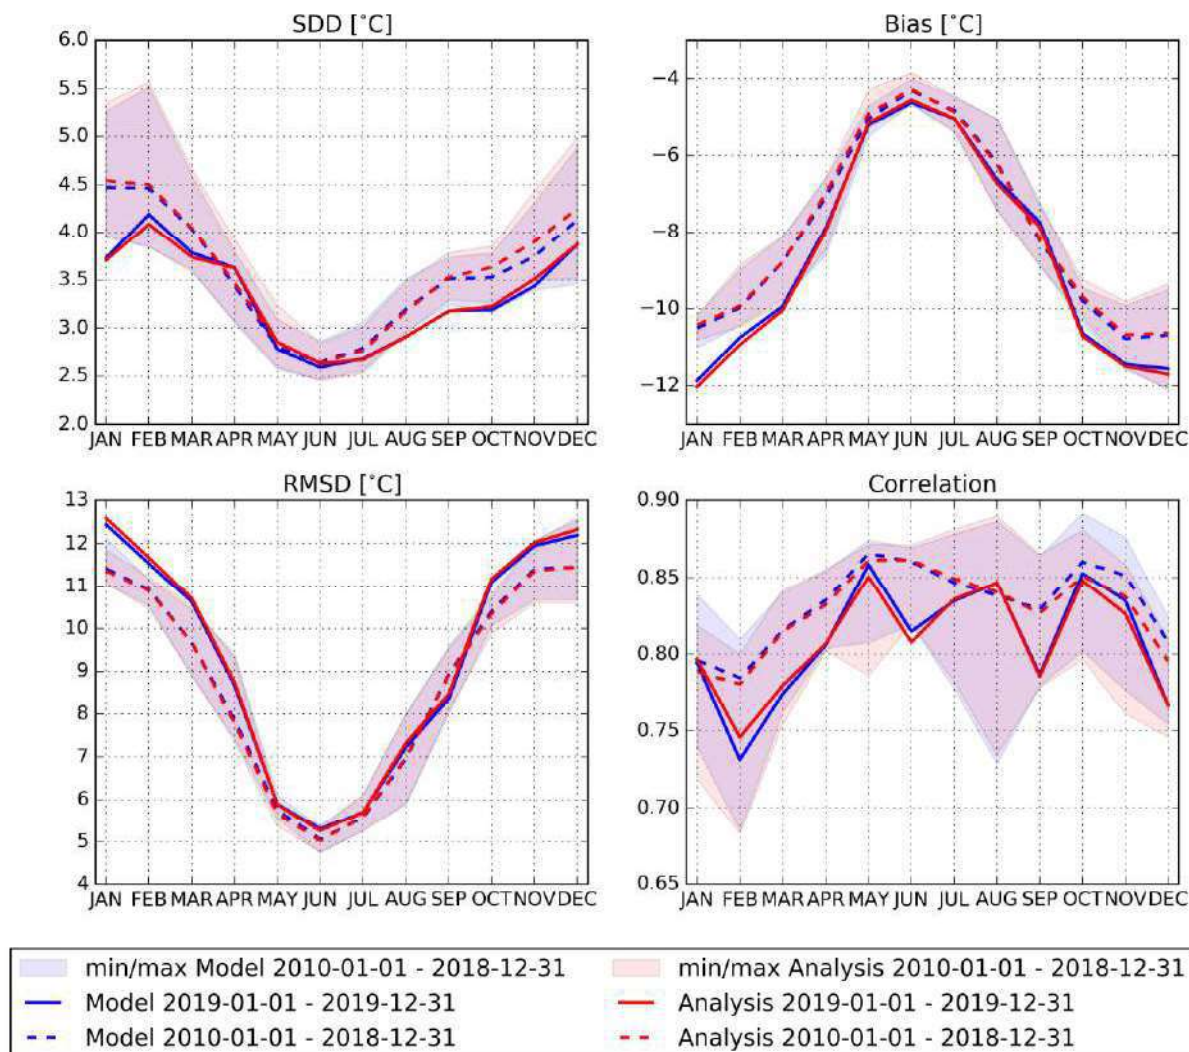 SDD [˚C]
6.0
5.5
5.0
4.5
4.0
3.5
3.0
2.5
2.0
JAN FEB MAR APR MAY JUN JUL AUG SEP OCT NOV DEC
Bias [˚C]
−4
−6
−8
−10
−12
JAN FEB MAR APR MAY JUN JUL AUG SEP OCT NOV DEC
RMSD [˚C]
13
12
11
10
9
8
7
6
5
4
JAN FEB MAR APR MAY JUN JUL AUG SEP OCT NOV DEC
Correlation
0.90
0.85
0.80
0.75
0.70
0.65
JAN FEB MAR APR MAY JUN JUL AUG SEP OCT NOV DEC
min/max Model 2010-01-01 - 2018-12-31
Model 2019-01-01 - 2019-12-31
Model 2010-01-01 - 2018-12-31
min/max Analysis 2010-01-01 - 2018-12-31
Analysis 2019-01-01 - 2019-12-31
Analysis 2010-01-01 - 2018-12-31